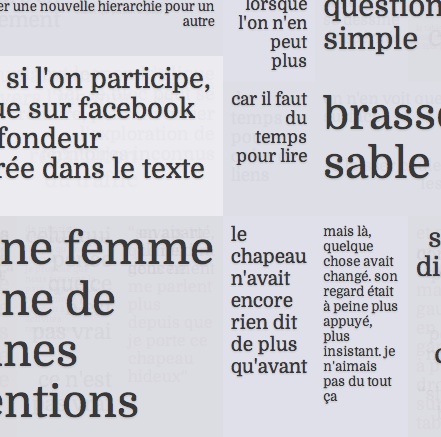 er une nouvelle hierarchie pour un
autre
lorsque
l'on n'en
peut
plus
question
simple
si l'on participe,
ue sur facebook
fondeur
rée dans le texte
car il faut
du
temps
pour lire
brasse
sable
ne femme
ne de
nes
entions
le
chapeau
n'avait
encore
rien dit
de plus
qu'avant
mais là,
quelque
chose avait
changé. son
regard était
à peine plus
appuyé,
plus
insistant. je
n'aimais
pas du tout
ça
s
di